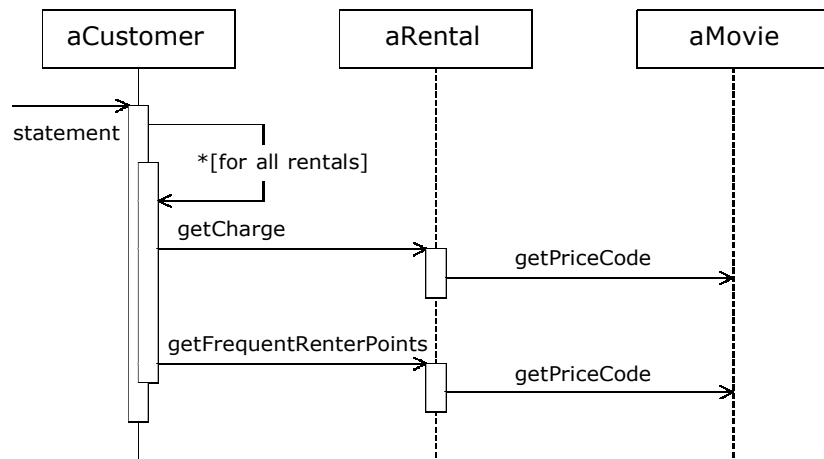 aCustomer
aRental
aMovie
statement
*[for all rentals]
getCharge
getPriceCode
getFrequentRenterPoints
getPriceCode